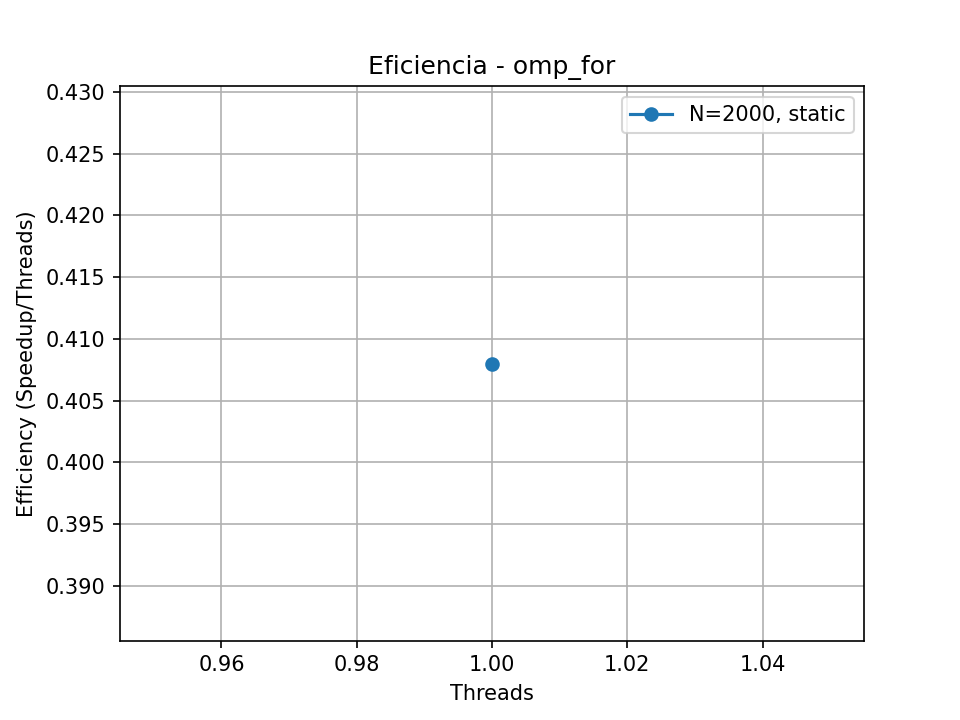 Eficiencia - omp_for
N=2000, static
Efficiency (Speedup/Threads)
0.430
0.425
0.420
0.415
0.410
0.405
0.400
0.395
0.390
0.96 0.98 1.00 1.02 1.04
Threads